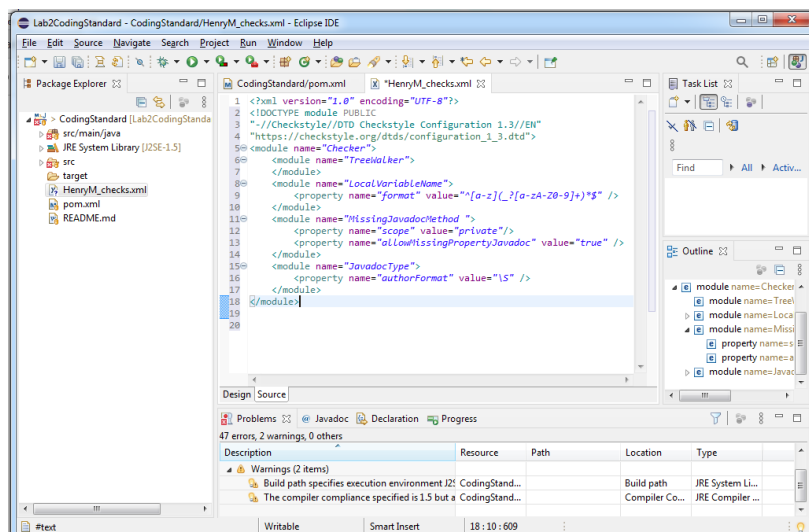 Lab2CodingStandard - CodingStandard/HenryM_checks.xml - Eclipse IDE
File Edit Source Navigate Search Project Run Window Help
Package Explorer
> CodingStandard [Lab2CodingStanda
src/main/java
JRE System Library [J2SE-1.5]
> src
target
HenryM_checks.xml
pom.xml
README.md
CodingStandard/pom.xml
*HenryM_checks.xml
1 <?xml version="1.0" encoding="UTF-8"?>
2 <!DOCTYPE module PUBLIC
3 "-//Checkstyle//DTD Checkstyle Configuration 1.3//EN"
4 "https://checkstyle.org/dtds/configuration_1_3.dtd">
5 <module name="Checker">
6 <module name="TreeWalker">
7 </module>
8 <module name="LocalVariableName">
9 <property name="format" value="^[a-z](_?[a-zA-Z0-9]+)*$" />
10 </module>
11 <module name="MissingJavadocMethod ">
12 <property name="scope" value="private"/>
13 <property name="allowMissingPropertyJavadoc" value="true" />
14 </module>
15 <module name="JavadocType">
16 <property name="authorFormat" value="\S" />
17 </module>
18 </module>
19
20
Design Source
Task List
Find All Activ...
Outline
module name=Checker
module name=Tree
module name=Loca
module name=Missi
property name=s
property name=a
module name=Javac
Problems Javadoc Declaration Progress
47 errors, 2 warnings, 0 others
Description Resource Path Location Type
Warnings (2 items)
Build path specifies execution environment J2S CodingStand... Build path JRE System Li...
The compiler compliance specified is 1.5 but a CodingStand... Compiler Co... JRE Compiler ...
#text Writable Smart Insert 18 : 10 : 609